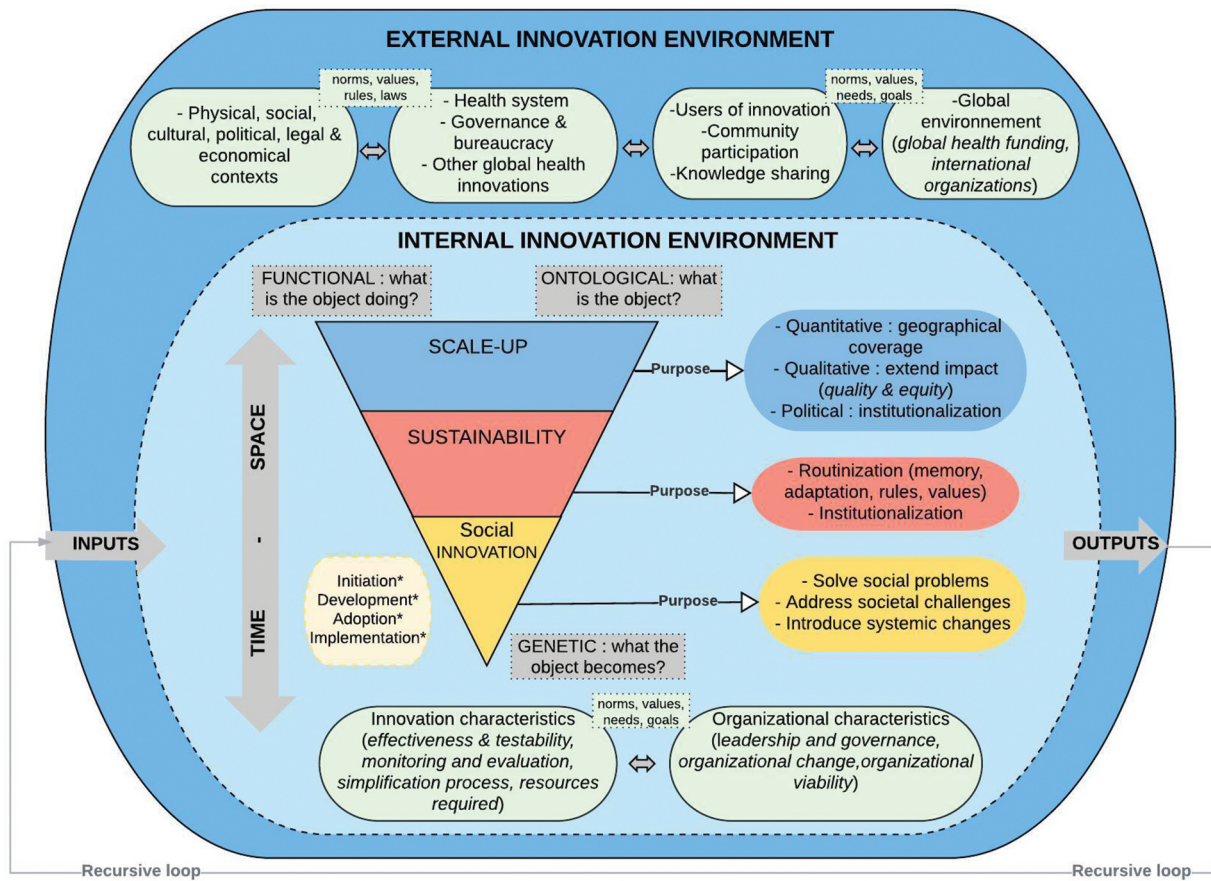 EXTERNAL INNOVATION ENVIRONMENT
norms, values,
rules, laws
norms, values,
needs, goals
- Physical, social,
cultural, political, legal &
economical
contexts
- Health system
- Governance &
bureaucracy
- Other global health
innovations
-Users of innovation
-Community
participation
-Knowledge sharing
-Global
environnement
(global health funding,
international
organizations)
INTERNAL INNOVATION ENVIRONMENT
FUNCTIONAL : what
is the object doing?
ONTOLOGICAL: what
is the object?
SCALE-UP
Purpose
- Quantitative : geographical
coverage
- Qualitative : extend impact
(quality & equity)
- Political : institutionalization
SUSTAINABILITY
Purpose
- Routinization (memory,
adaptation, rules, values)
- Institutionalization
Social
INNOVATION
Purpose
- Solve social problems
- Address societal challenges
- Introduce systemic changes
TIME - SPACE
INPUTS
OUTPUTS
Initiation*
Development*
Adoption*
Implementation*
GENETIC : what the
object becomes?
norms, values,
needs, goals
Innovation characteristics
(effectiveness & testability,
monitoring and evaluation,
simplification process, resources
required)
Organizational characteristics
(leadership and governance,
organizational change,organizational
viability)
Recursive loop
Recursive loop